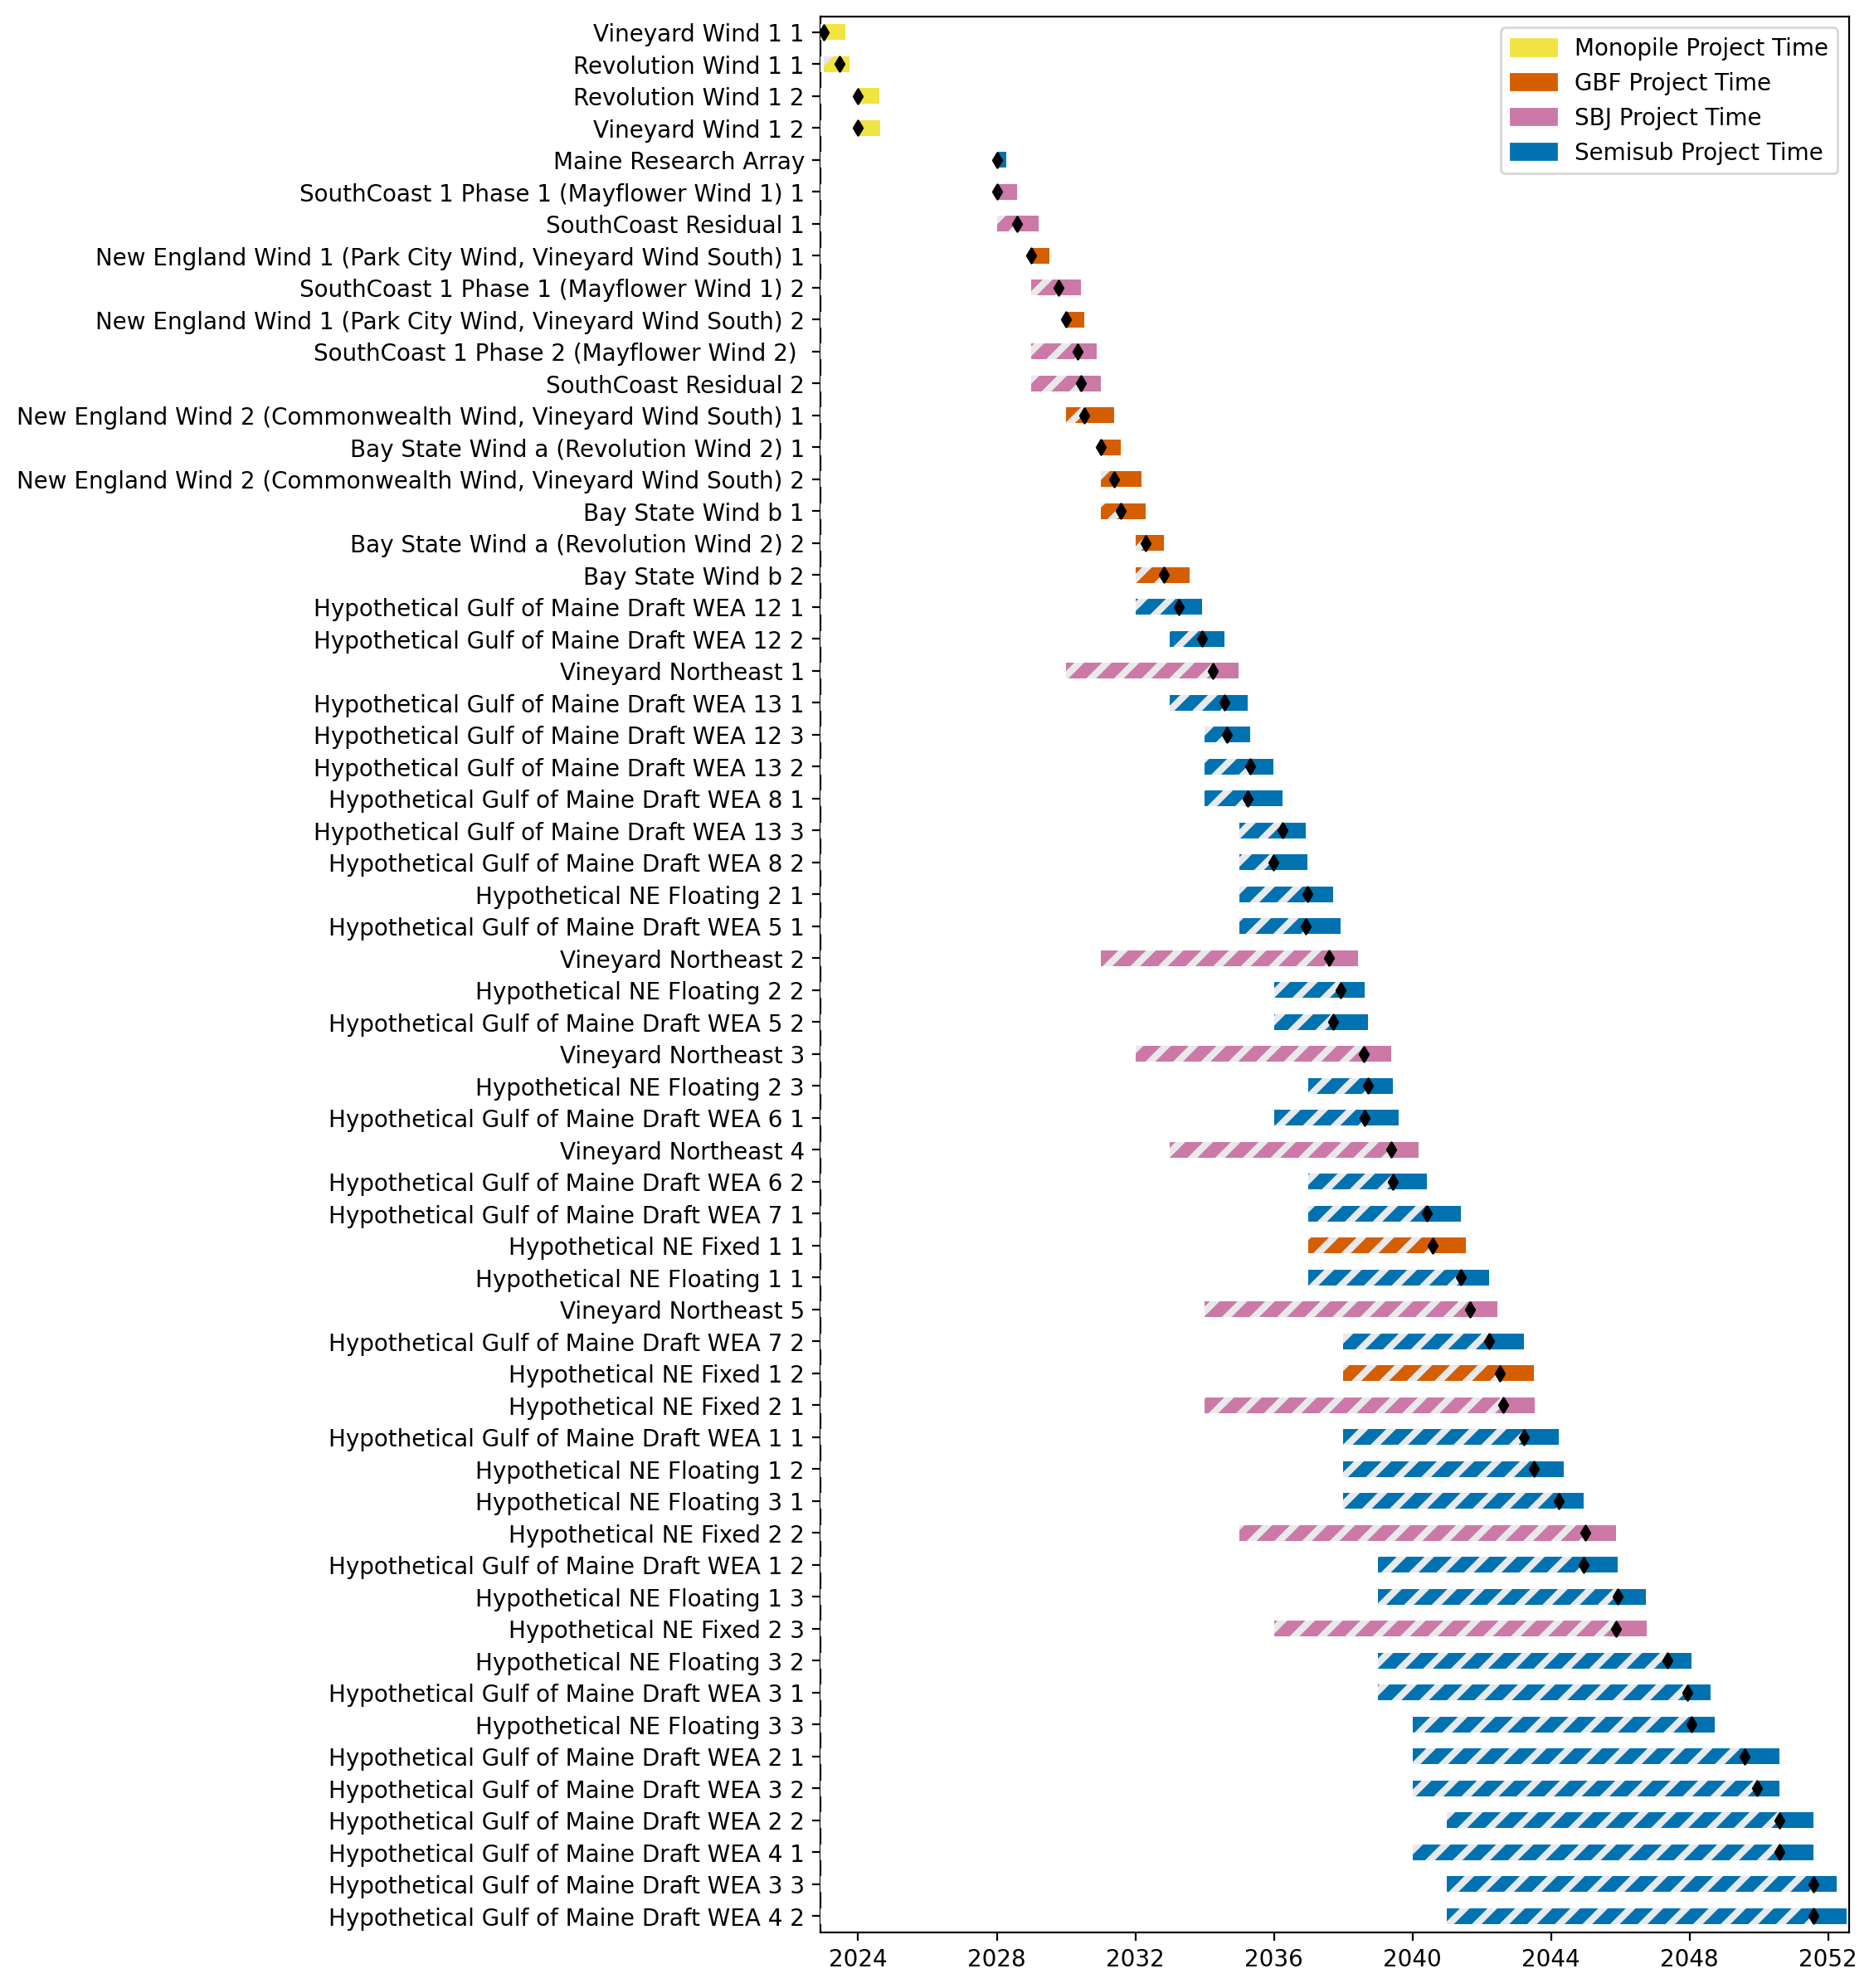 Vineyard Wind 1 1
Revolution Wind 1 1
Revolution Wind 1 2
Vineyard Wind 1 2
Maine Research Array
SouthCoast 1 Phase 1 (Mayflower Wind 1) 1
SouthCoast Residual 1
New England Wind 1 (Park City Wind, Vineyard Wind South) 1
SouthCoast 1 Phase 1 (Mayflower Wind 1) 2
New England Wind 1 (Park City Wind, Vineyard Wind South) 2
SouthCoast 1 Phase 2 (Mayflower Wind 2)
SouthCoast Residual 2
New England Wind 2 (Commonwealth Wind, Vineyard Wind South) 1
Bay State Wind a (Revolution Wind 2) 1
New England Wind 2 (Commonwealth Wind, Vineyard Wind South) 2
Bay State Wind b 1
Bay State Wind a (Revolution Wind 2) 2
Bay State Wind b 2
Hypothetical Gulf of Maine Draft WEA 12 1
Hypothetical Gulf of Maine Draft WEA 12 2
Vineyard Northeast 1
Hypothetical Gulf of Maine Draft WEA 13 1
Hypothetical Gulf of Maine Draft WEA 12 3
Hypothetical Gulf of Maine Draft WEA 13 2
Hypothetical Gulf of Maine Draft WEA 8 1
Hypothetical Gulf of Maine Draft WEA 13 3
Hypothetical Gulf of Maine Draft WEA 8 2
Hypothetical NE Floating 2 1
Hypothetical Gulf of Maine Draft WEA 5 1
Vineyard Northeast 2
Hypothetical NE Floating 2 2
Hypothetical Gulf of Maine Draft WEA 5 2
Vineyard Northeast 3
Hypothetical NE Floating 2 3
Hypothetical Gulf of Maine Draft WEA 6 1
Vineyard Northeast 4
Hypothetical Gulf of Maine Draft WEA 6 2
Hypothetical Gulf of Maine Draft WEA 7 1
Hypothetical NE Fixed 1 1
Hypothetical NE Floating 1 1
Vineyard Northeast 5
Hypothetical Gulf of Maine Draft WEA 7 2
Hypothetical NE Fixed 1 2
Hypothetical NE Fixed 2 1
Hypothetical Gulf of Maine Draft WEA 1 1
Hypothetical NE Floating 1 2
Hypothetical NE Floating 3 1
Hypothetical NE Fixed 2 2
Hypothetical Gulf of Maine Draft WEA 1 2
Hypothetical NE Floating 1 3
Hypothetical NE Fixed 2 3
Hypothetical NE Floating 3 2
Hypothetical Gulf of Maine Draft WEA 3 1
Hypothetical NE Floating 3 3
Hypothetical Gulf of Maine Draft WEA 2 1
Hypothetical Gulf of Maine Draft WEA 3 2
Hypothetical Gulf of Maine Draft WEA 2 2
Hypothetical Gulf of Maine Draft WEA 4 1
Hypothetical Gulf of Maine Draft WEA 3 3
Hypothetical Gulf of Maine Draft WEA 4 2
Monopile Project Time
GBF Project Time
SBJ Project Time
Semisub Project Time
2024 2028 2032 2036 2040 2044 2048 2052